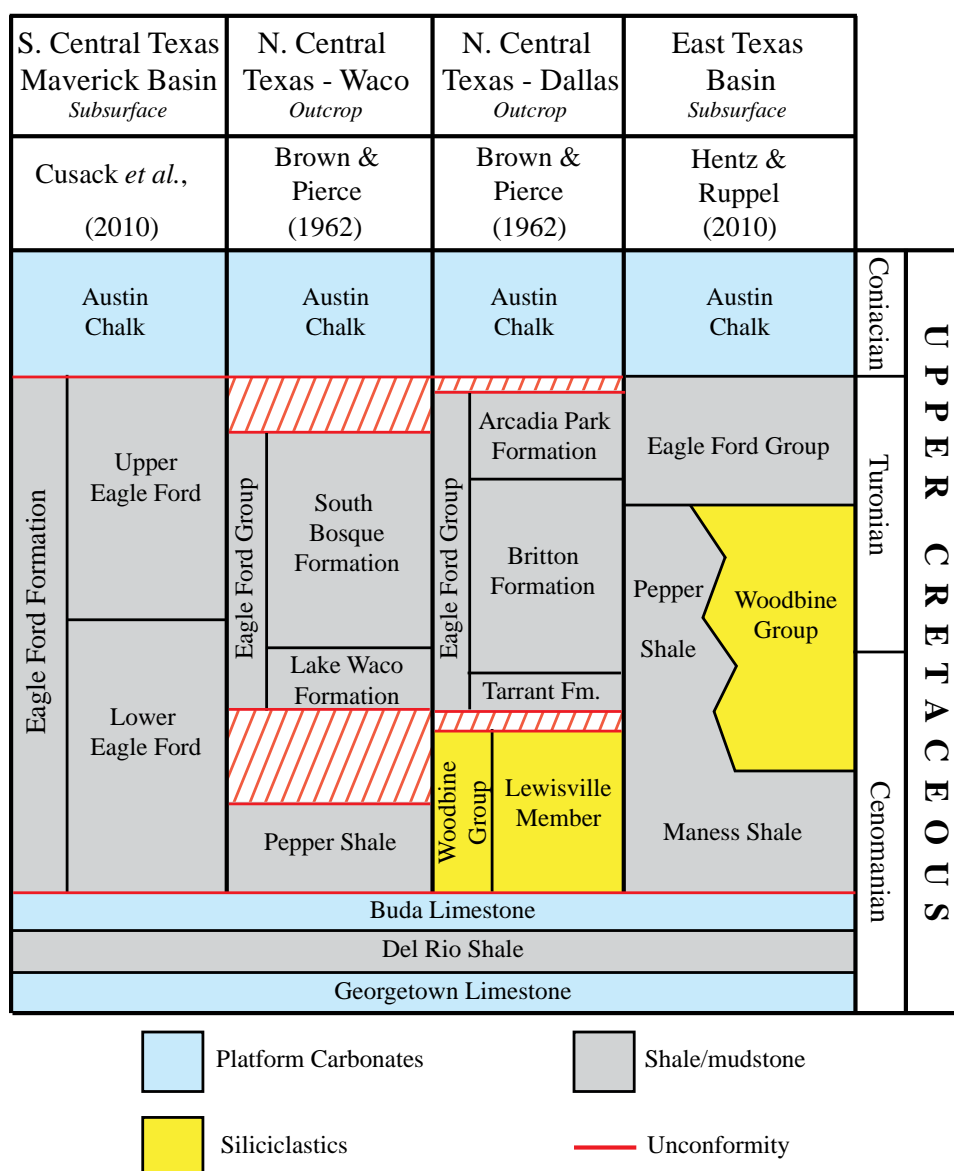 S. Central Texas
Maverick Basin
Subsurface
N. Central
Texas - Waco
Outcrop
N. Central
Texas - Dallas
Outcrop
East Texas
Basin
Subsurface
Cusack et al.,
(2010)
Brown &
Pierce
(1962)
Brown &
Pierce
(1962)
Hentz &
Ruppel
(2010)
Austin
Chalk
Austin
Chalk
Austin
Chalk
Austin
Chalk
Coniacian
UPPER CRETACEOUS
Eagle Ford Formation
Upper
Eagle Ford
Lower
Eagle Ford
Eagle Ford Group
South
Bosque
Formation
Lake Waco
Formation
Pepper Shale
Eagle Ford Group
Arcadia Park
Formation
Britton
Formation
Tarrant Fm.
Woodbine
Group
Lewisville
Member
Eagle Ford Group
Pepper
Shale
Woodbine
Group
Maness Shale
Turonian
Cenomanian
Buda Limestone
Del Rio Shale
Georgetown Limestone
Platform Carbonates
Shale/mudstone
Siliciclastics
Unconformity